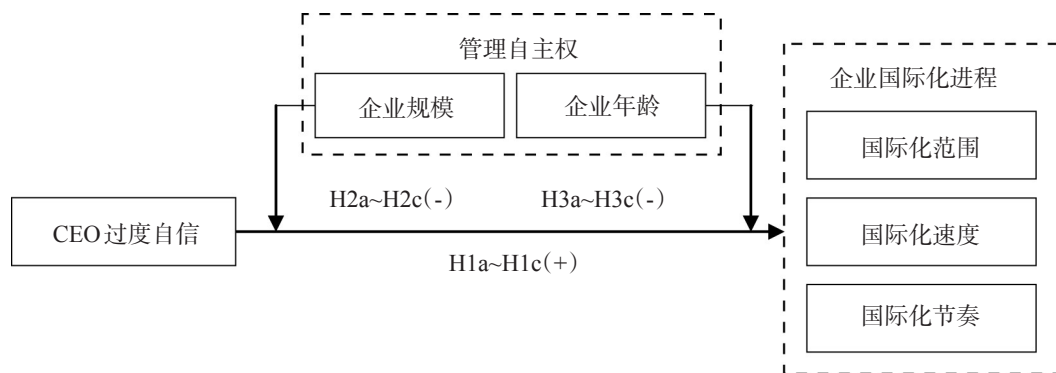 管理自主权
企业规模
企业年龄
企业国际化进程
国际化范围
H2a~H2c(-)
H3a~H3c(-)
CEO过度自信
国际化速度
H1a~H1c(+)
国际化节奏